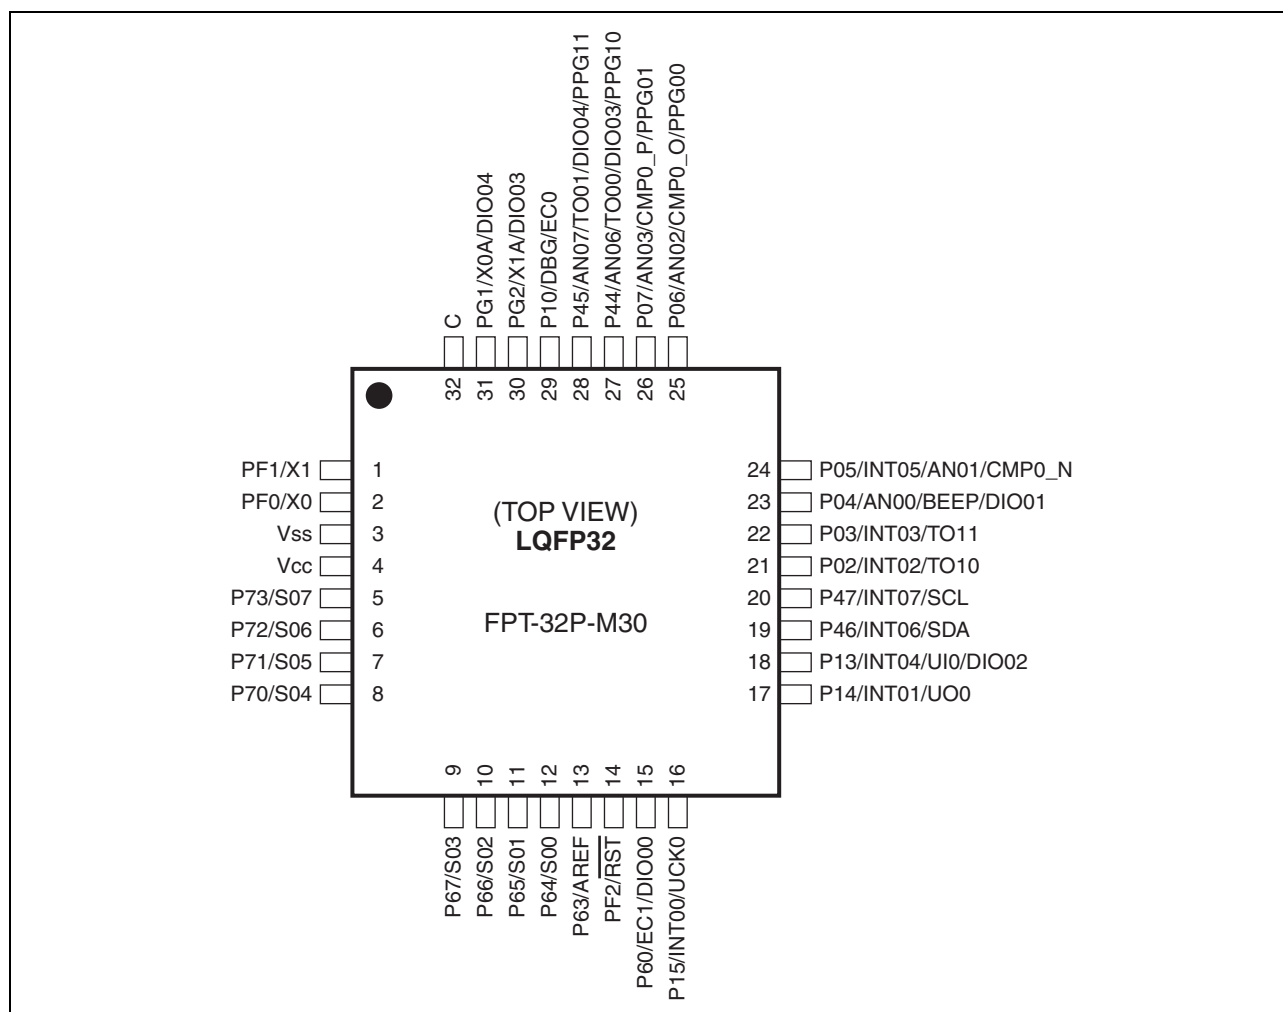 C
PG1/X0A/DIO04
PG2/X1A/DIO03
P10/DBG/EC0
P45/AN07/TO01/DIO04/PPG11
P44/AN06/TO00/DIO03/PPG10
P07/AN03/CMP0_P/PPG01
P06/AN02/CMP0_O/PPG00
32
31
30
29
28
27
26
25
PF1/X1 1
PF0/X0 2
Vss 3
Vcc 4
P73/S07 5
P72/S06 6
P71/S05 7
P70/S04 8
(TOP VIEW)
LQFP32
FPT-32P-M30
24 P05/INT05/AN01/CMP0_N
23 P04/AN00/BEEP/DIO01
22 P03/INT03/TO11
21 P02/INT02/TO10
20 P47/INT07/SCL
19 P46/INT06/SDA
18 P13/INT04/UI0/DIO02
17 P14/INT01/UO0
9
10
11
12
13
14
15
16
P67/S03
P66/S02
P65/S01
P64/S00
P63/AREF
PF2/RST
P60/EC1/DIO00
P15/INT00/UCK0